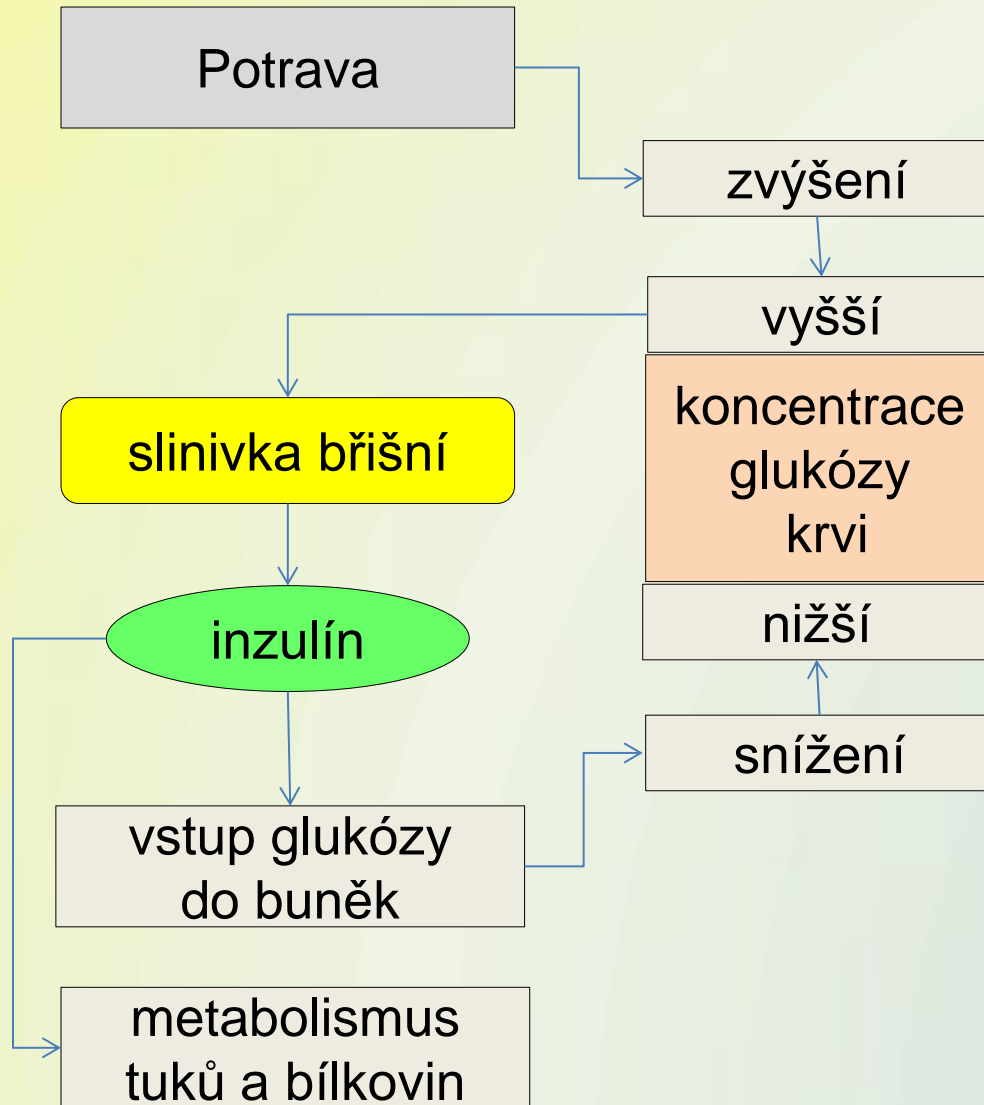 Potrava
zvýšení
vyšší
koncentrace
glukózy
krvi
slinivka břišní
inzulín
nižší
snížení
vstup glukózy
do buněk
metabolismus
tuků a bílkovin